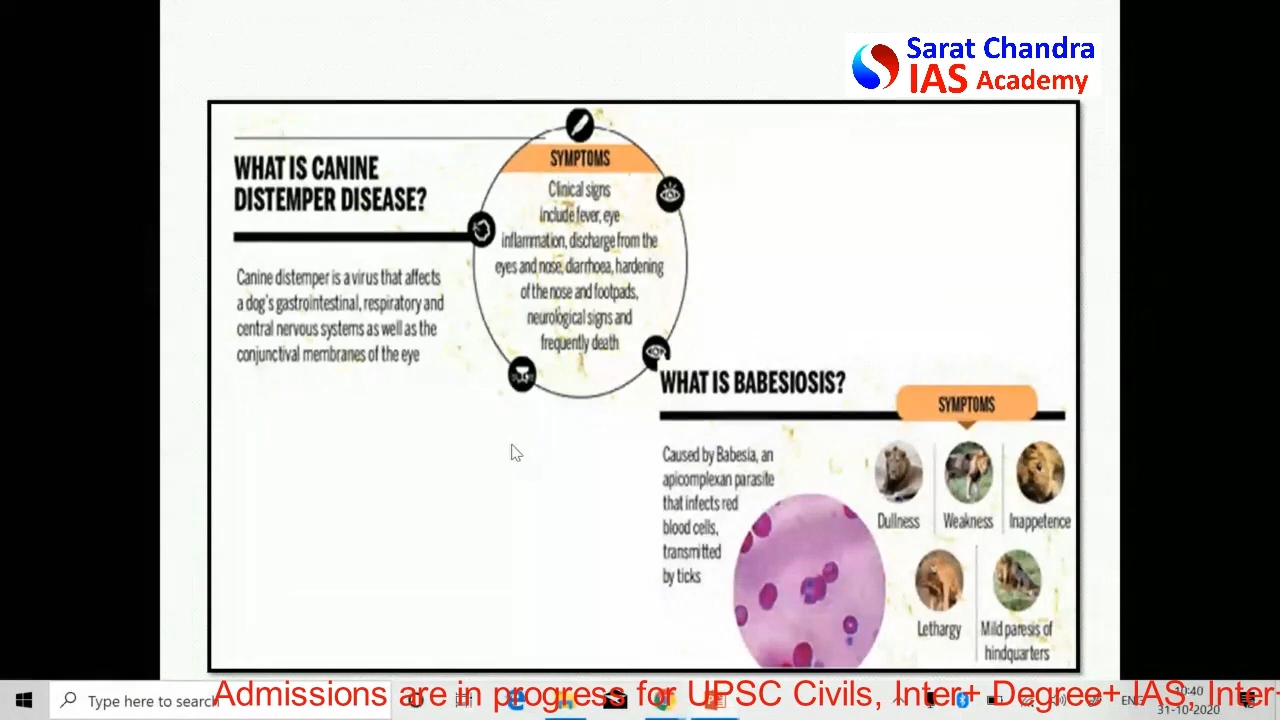 Sarat Chandra
IAS Academy
WHAT IS CANINE
DISTEMPER DISEASE?
Canine distemper is a virus that affects
a dog's gastrointestinal, respiratory and
central nervous systems as well as the
conjunctival membranes of the eye
SYMPTOMS
Clinical signs
include fever, eye
inflammation, discharge from the
eyes and nose, diarrhoea, hardening
of the nose and footpads,
neurological signs and
frequently death
WHAT IS BABESIOSIS?
Caused by Babesia, an
apicomplexan parasite
that infects red
blood cells,
transmitted
by ticks
SYMPTOMS
Dullness
Weakness
Inappetence
Lethargy
Mild paresis of
hindquarters
Type here to search
Admissions are in progress for UPSC Civils, Inter+ Degree+ IAS, Inter+
ENG
10:40
31-10-2020